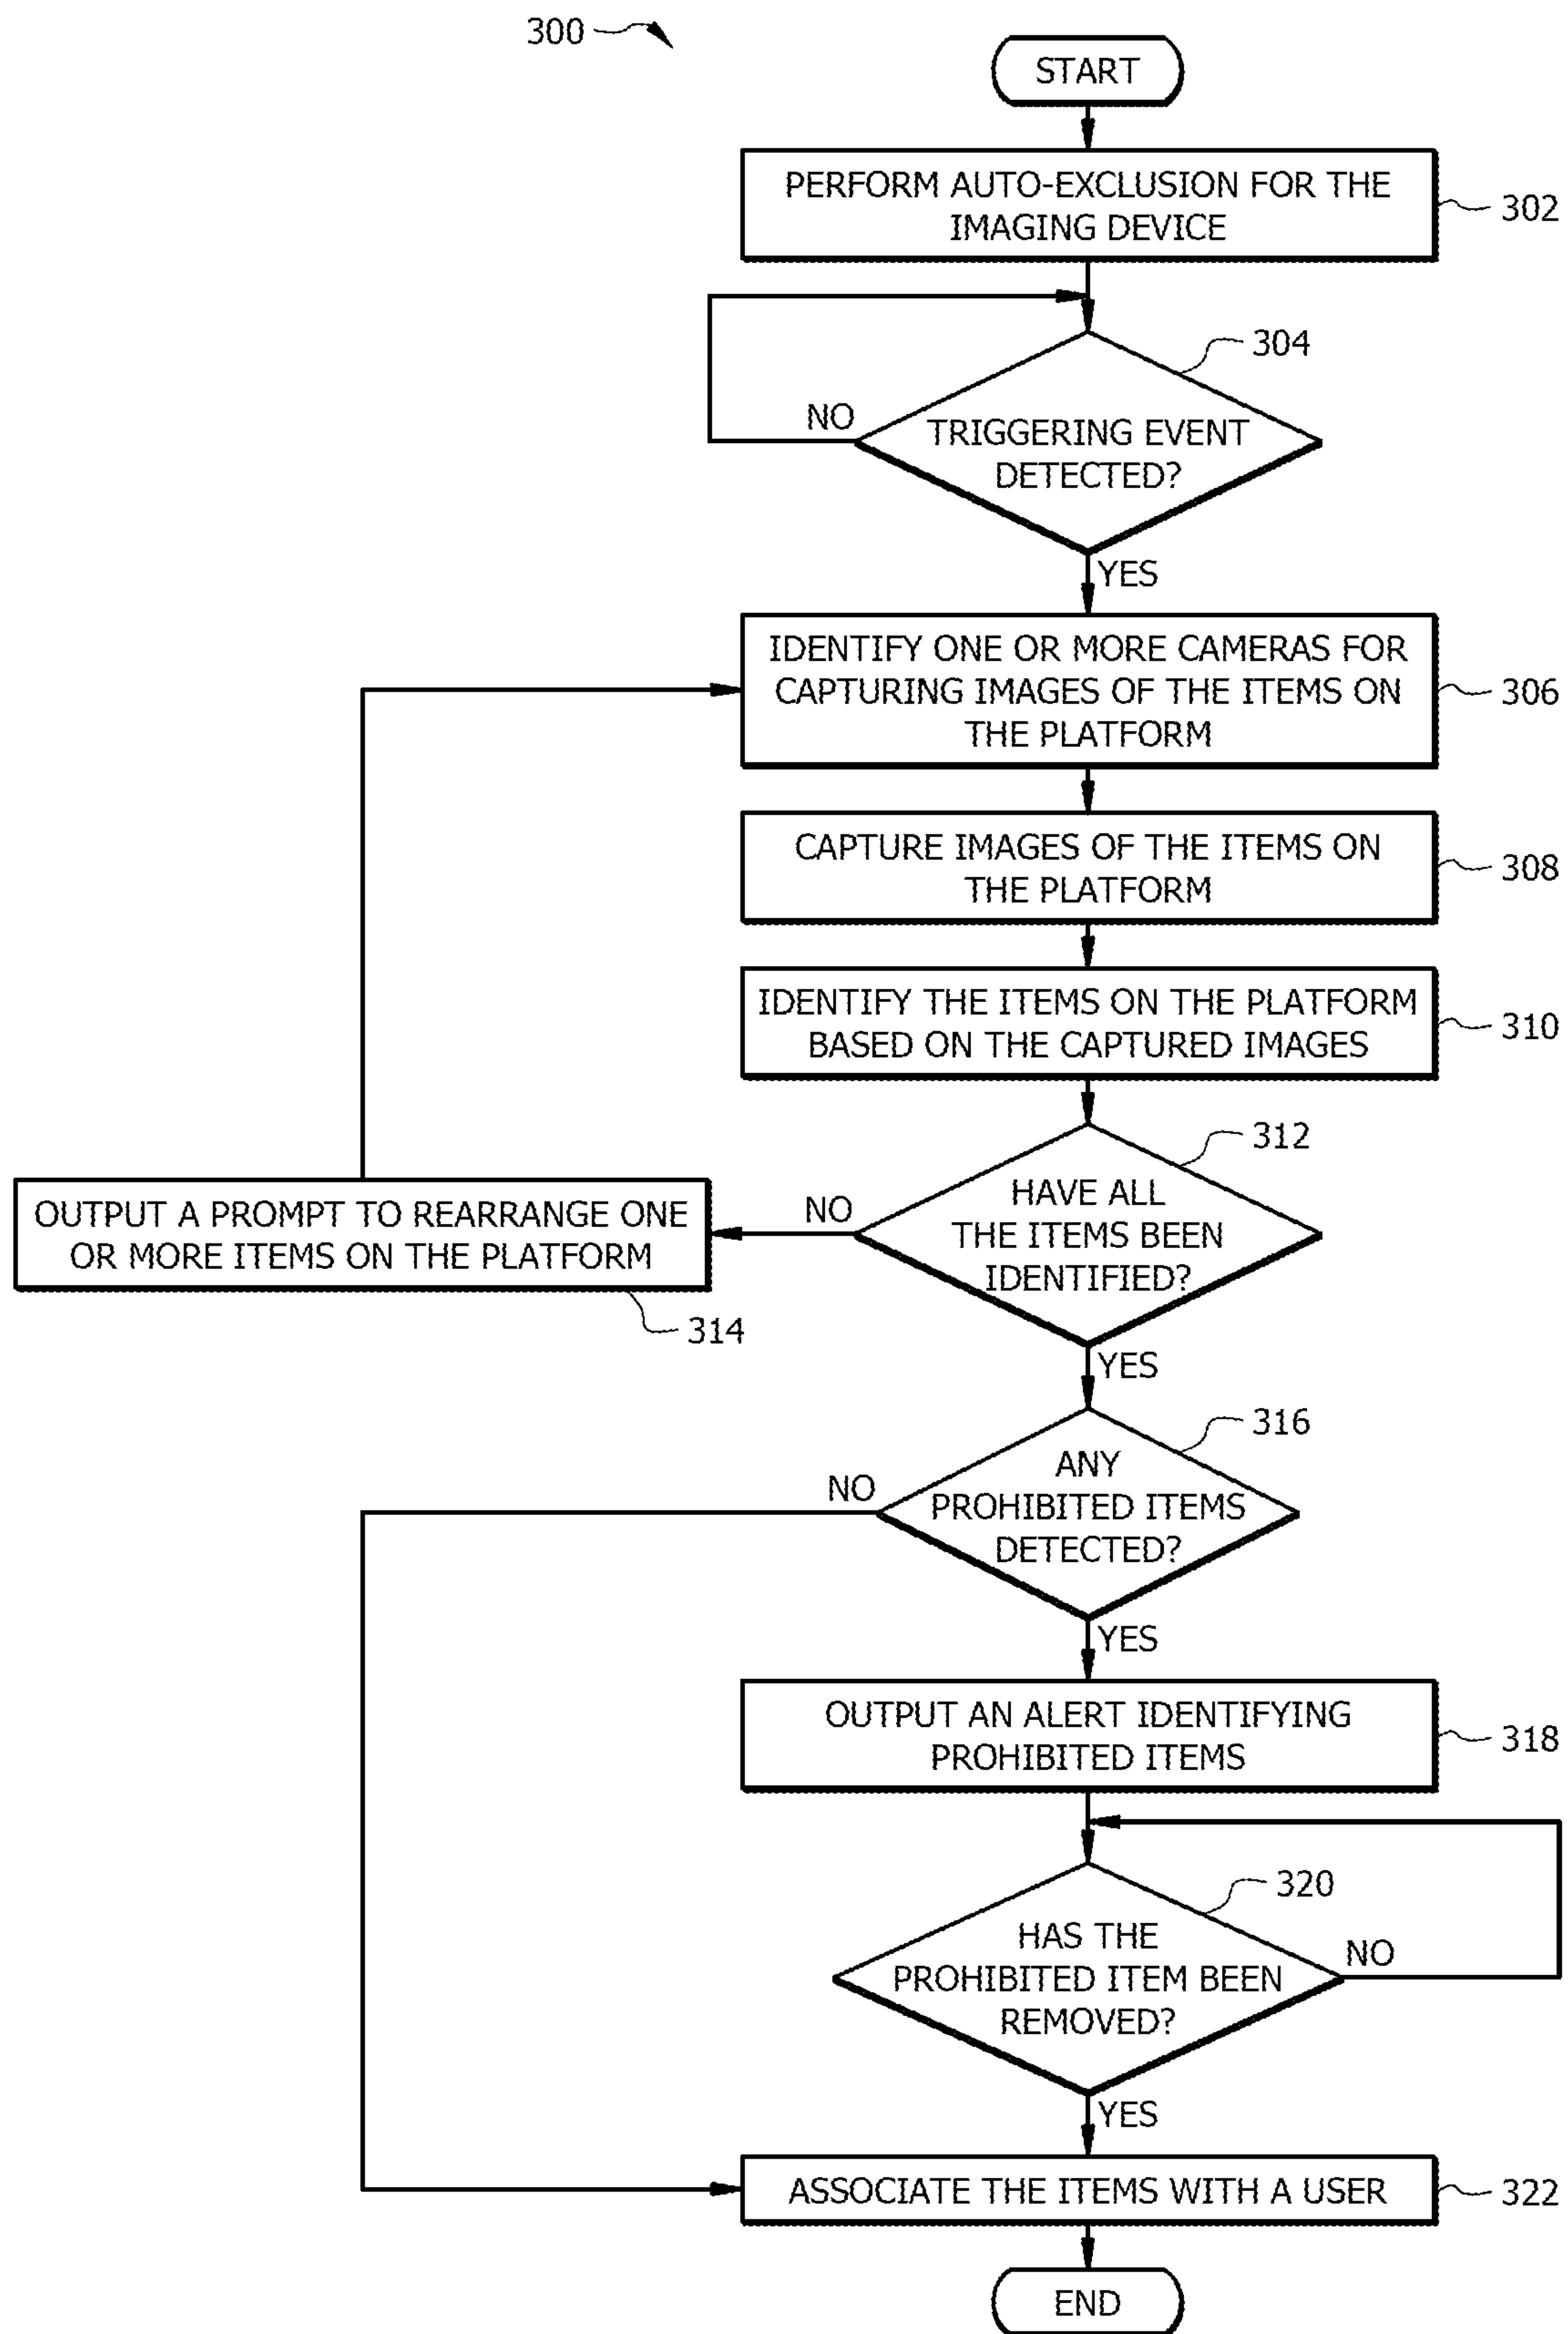 300
START
PERFORM AUTO-EXCLUSION FOR THE
IMAGING DEVICE
302
304
NO
TRIGGERING EVENT
DETECTED?
YES
IDENTIFY ONE OR MORE CAMERAS FOR
CAPTURING IMAGES OF THE ITEMS ON
THE PLATFORM
306
CAPTURE IMAGES OF THE ITEMS ON
THE PLATFORM
308
IDENTIFY THE ITEMS ON THE PLATFORM
BASED ON THE CAPTURED IMAGES
310
312
HAVE ALL
THE ITEMS BEEN
IDENTIFIED?
NO
OUTPUT A PROMPT TO REARRANGE ONE
OR MORE ITEMS ON THE PLATFORM
314
YES
316
ANY
PROHIBITED ITEMS
DETECTED?
NO
YES
OUTPUT AN ALERT IDENTIFYING
PROHIBITED ITEMS
318
320
HAS THE
PROHIBITED ITEM BEEN
REMOVED?
NO
YES
ASSOCIATE THE ITEMS WITH A USER
322
END